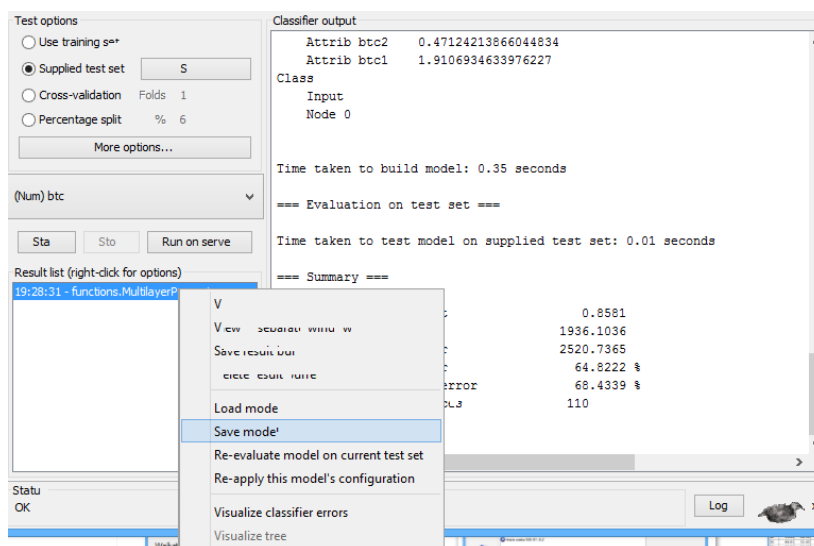 Test options
Use training set
Supplied test set S
Cross-validation Folds 1
Percentage split % 6
More options...
(Num) btc
Sta Sto Run on serve
Result list (right-click for options)
19:28:31 - functions.MultilayerP
Classifier output
Attrib btc2 0.47124213866044834
Attrib btc1 1.9106934633976227
Class
Input
Node 0
Time taken to build model: 0.35 seconds
=== Evaluation on test set ===
Time taken to test model on supplied test set: 0.01 seconds
=== Summary ===
0.8581
1936.1036
2520.7365
64.8222 %
error 68.4339 %
110
V
Load mode
Save mode
Re-evaluate model on current test set
Re-apply this model's configuration
Visualize classifier errors
Visualize tree
Statu
OK
Log
x